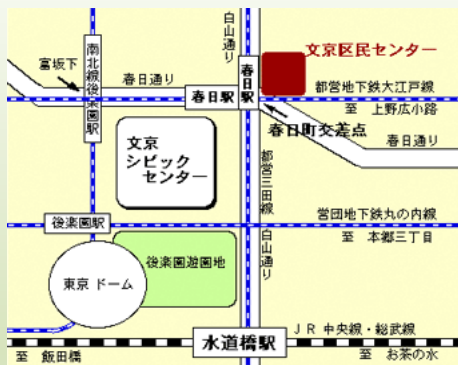 白山通り
文京区民センター
富坂下
南北線後楽園駅
春日通り
春日駅
春日駅
都営地下鉄大江戸線
至 上野広小路
春日町交差点
春日通り
文京
シビック
センター
都営三田線
後楽園駅
営団地下鉄丸の内線
至 本郷三丁目
白山通り
後楽園遊園地
東京ドーム
水道橋駅
JR 中央線・総武線
至 飯田橋
至 お茶の水